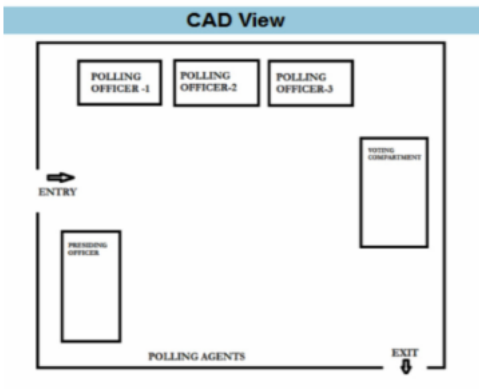 CAD View
POLLING
OFFICER -1
POLLING
OFFICER-2
POLLING
OFFICER-3
VOTING
COMPARTMENT
ENTRY
PRESIDING
OFFICER
POLLING AGENTS
EXIT